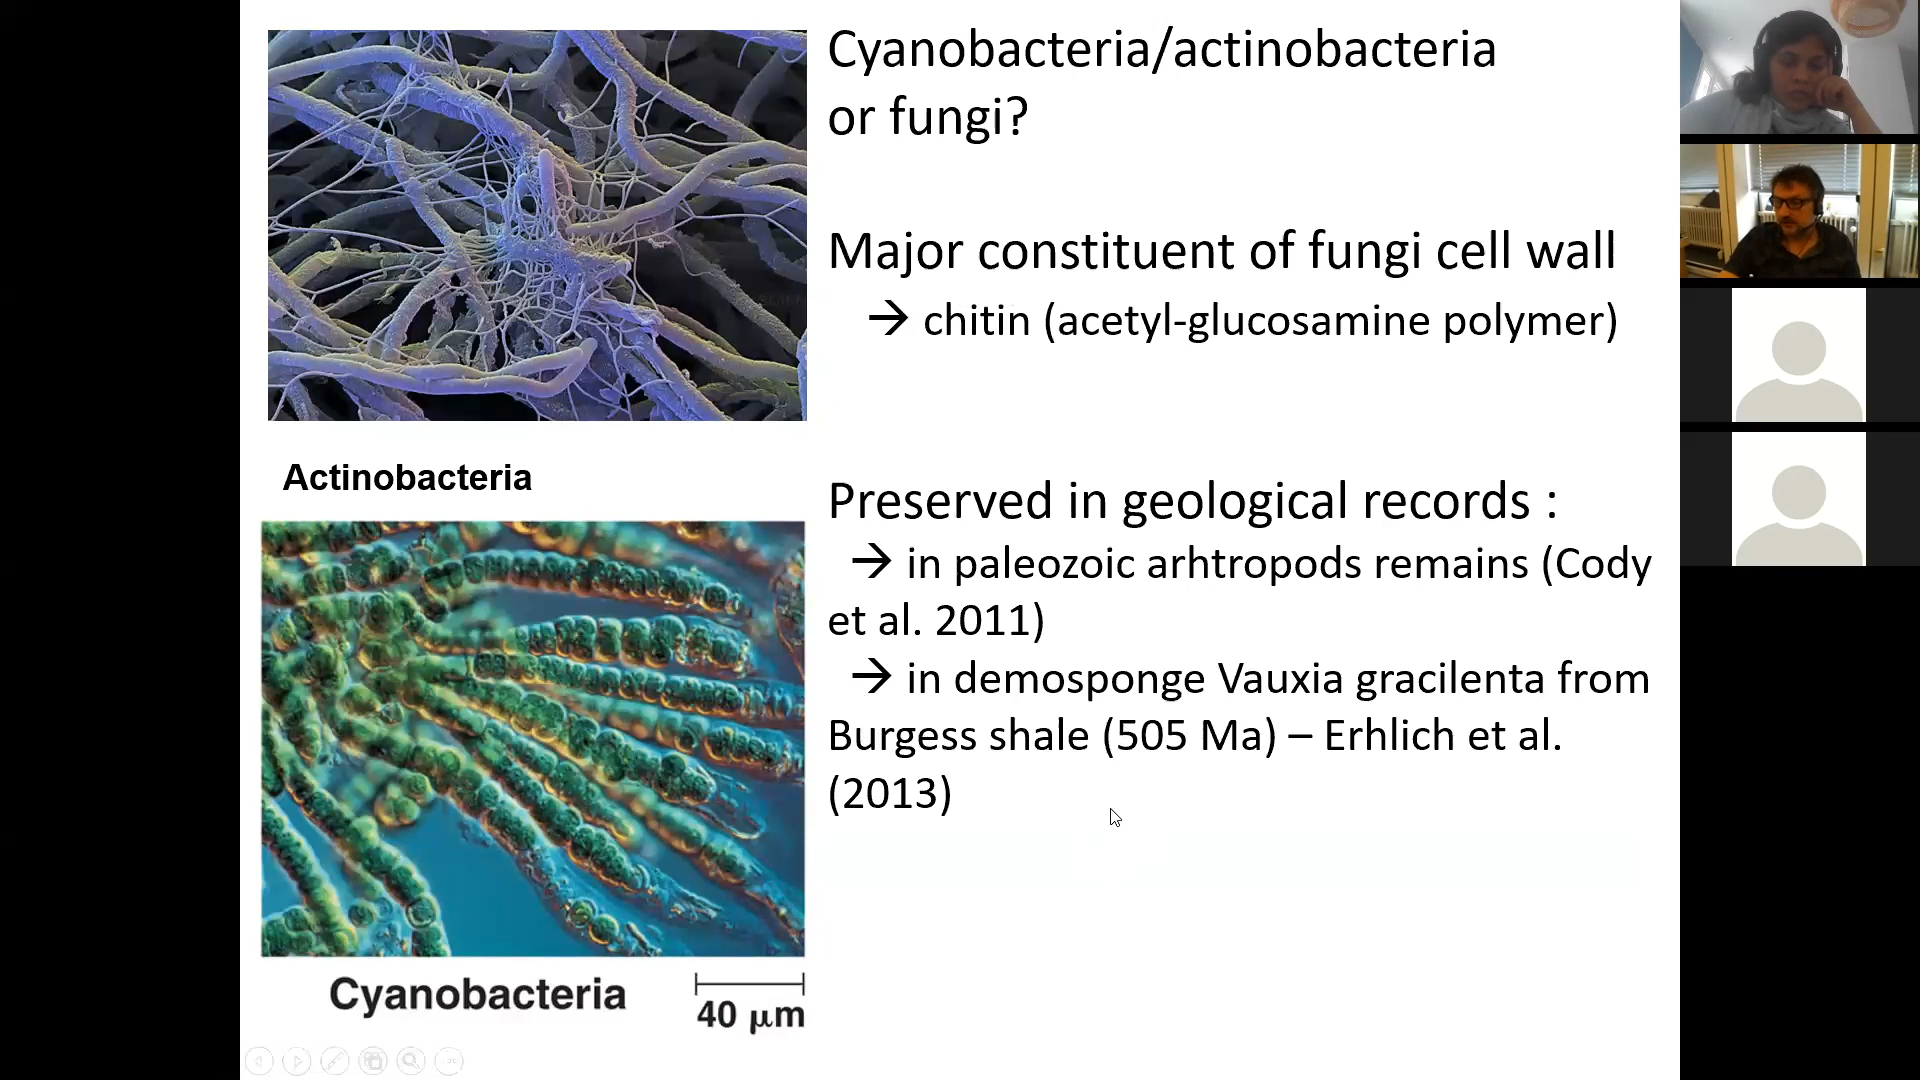 Cyanobacteria/actinobacteria
or fungi?
Major constituent of fungi cell wall
→ chitin (acetyl-glucosamine polymer)
Actinobacteria
Preserved in geological records :
→ in paleozoic arhtropods remains (Cody
et al. 2011)
→ in demosponge Vauxia gracilenta from
Burgess shale (505 Ma) – Erhlich et al.
(2013)
Cyanobacteria
40 μm